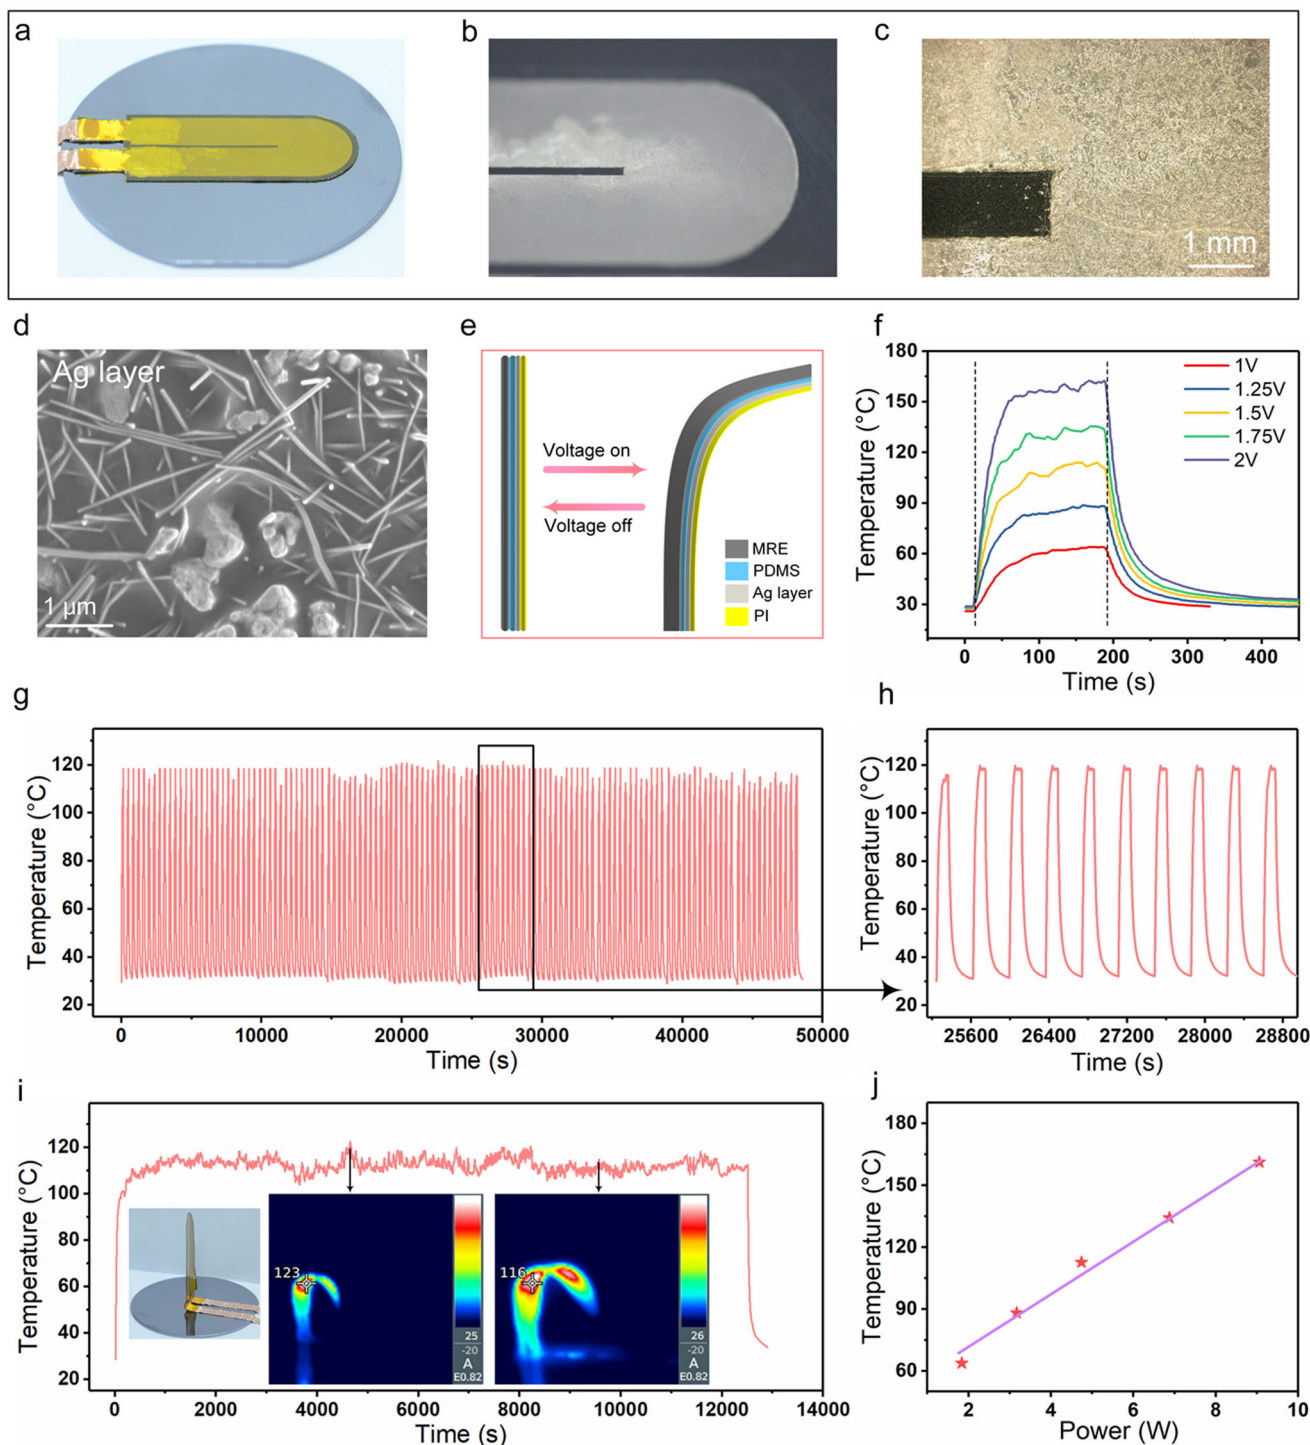 a
b
c
1 mm
d
Ag layer
1 µm
e
Voltage on
Voltage off
MRE
PDMS
Ag layer
PI
f
180
150
120
90
60
30
Temperature (°C)
1V
1.25V
1.5V
1.75V
2V
0 100 200 300 400
Time (s)
g
120
100
80
60
40
20
Temperature (°C)
0 10000 20000 30000 40000 50000
Time (s)
h
120
100
80
60
40
20
Temperature (°C)
25600 26400 27200 28000 28800
Time (s)
i
120
100
80
60
40
20
Temperature (°C)
123
25
-20
A
E0.82
116
26
-20
A
E0.82
0 2000 4000 6000 8000 10000 12000 14000
Time (s)
j
180
150
120
90
60
Temperature (°C)
2 4 6 8 10
Power (W)